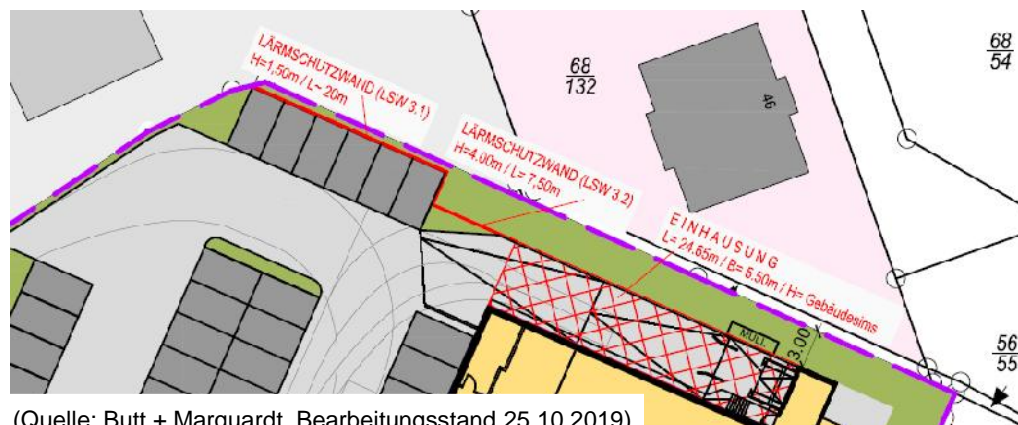 LÄRMSCHUTZWAND (LSW 3.1)
H=1,50m / L~ 20m
68
132
46
68
54
LÄRMSCHUTZWAND (LSW 3.2)
H=4,00m / L= 7,50m
EINHAUSUNG
L= 24,65m / B= 5,50m / H= Gebäudesims
MÜLL
3.00
56
55
(Quelle: Butt + Marquardt, Bearbeitungsstand 25.10.2019)